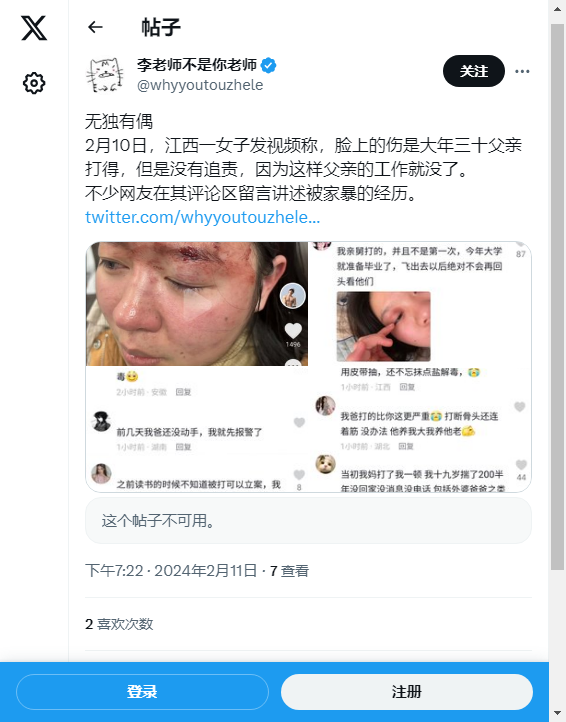 帖子
李老师不是你老师
@whyyoutouzhele
关注
无独有偶
2月10日，江西一女子发视频称，脸上的伤是大年三十父亲
打得，但是没有追责，因为这样父亲的工作就没了。
不少网友在其评论区留言讲述被家暴的经历。
twitter.com/whyyoutouzhele...
1496
毒
2小时前 · 安徽 回复
前几天我爸还没动手，我就先报警了
1小时前 · 湖南 回复
之前读书的时候不知道被打可以立案，我
8
我亲舅打的，并且不是第一次，今年大学
就准备毕业了，飞出去以后绝对不会再回
头看他们
87
用皮带抽，还不忘抹点盐解毒，😭
1小时前 · 江西 回复
我爸打的比你这更严重😭 打断骨头还连
着筋 没办法 他养我大我养他老
1小时前 · 湖北 回复
当初我妈打了我一顿 我十九岁揣了200半
年没回家没消息没电话 包括外婆爸爸之类
44
这个帖子不可用。
下午7:22 · 2024年2月11日 · 7 查看
2 喜欢次数
登录
注册